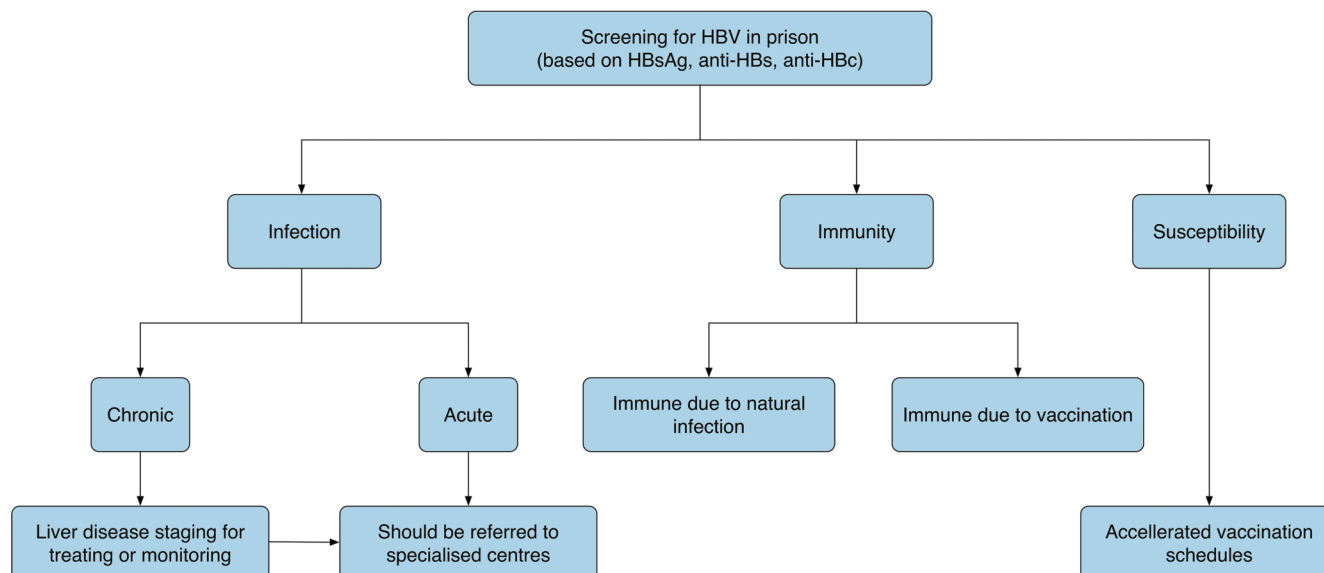 Screening for HBV in prison
(based on HBsAg, anti-HBs, anti-HBc)
Infection
Immunity
Susceptibility
Chronic
Acute
Immune due to natural
infection
Immune due to vaccination
Liver disease staging for
treating or monitoring
Should be referred to
specialised centres
Accellerated vaccination
schedules